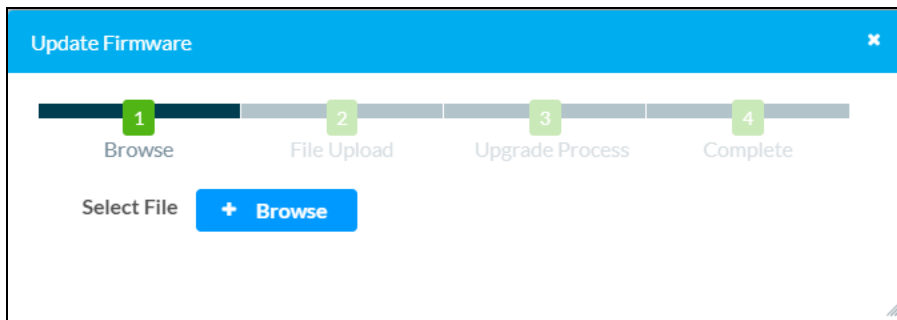 Update Firmware
1 2 3 4
Browse File Upload Upgrade Process Complete
Select File + Browse